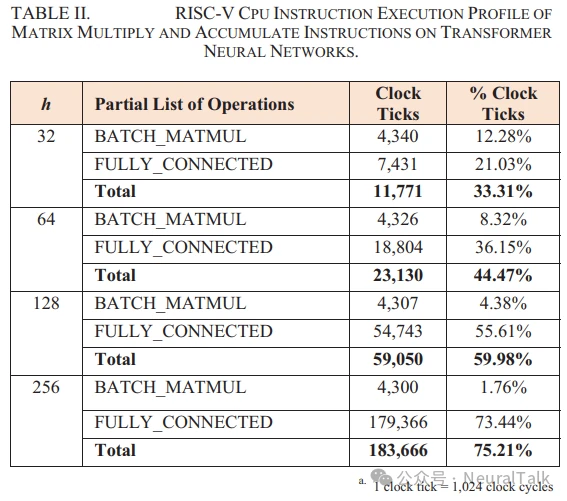 TABLE II. RISC-V CPU INSTRUCTION EXECUTION PROFILE OF
MATRIX MULTIPLY AND ACCUMULATE INSTRUCTIONS ON TRANSFORMER
NEURAL NETWORKS.
h Partial List of Operations Clock Ticks % Clock Ticks
32 BATCH_MATMUL 4,340 12.28%
FULLY_CONNECTED 7,431 21.03%
Total 11,771 33.31%
64 BATCH_MATMUL 4,326 8.32%
FULLY_CONNECTED 18,804 36.15%
Total 23,130 44.47%
128 BATCH_MATMUL 4,307 4.38%
FULLY_CONNECTED 54,743 55.61%
Total 59,050 59.98%
256 BATCH_MATMUL 4,300 1.76%
FULLY_CONNECTED 179,366 73.44%
Total 183,666 75.21%
a. 1 clock tick = 1,024 clock cycles
公众号 · NeuralTalk